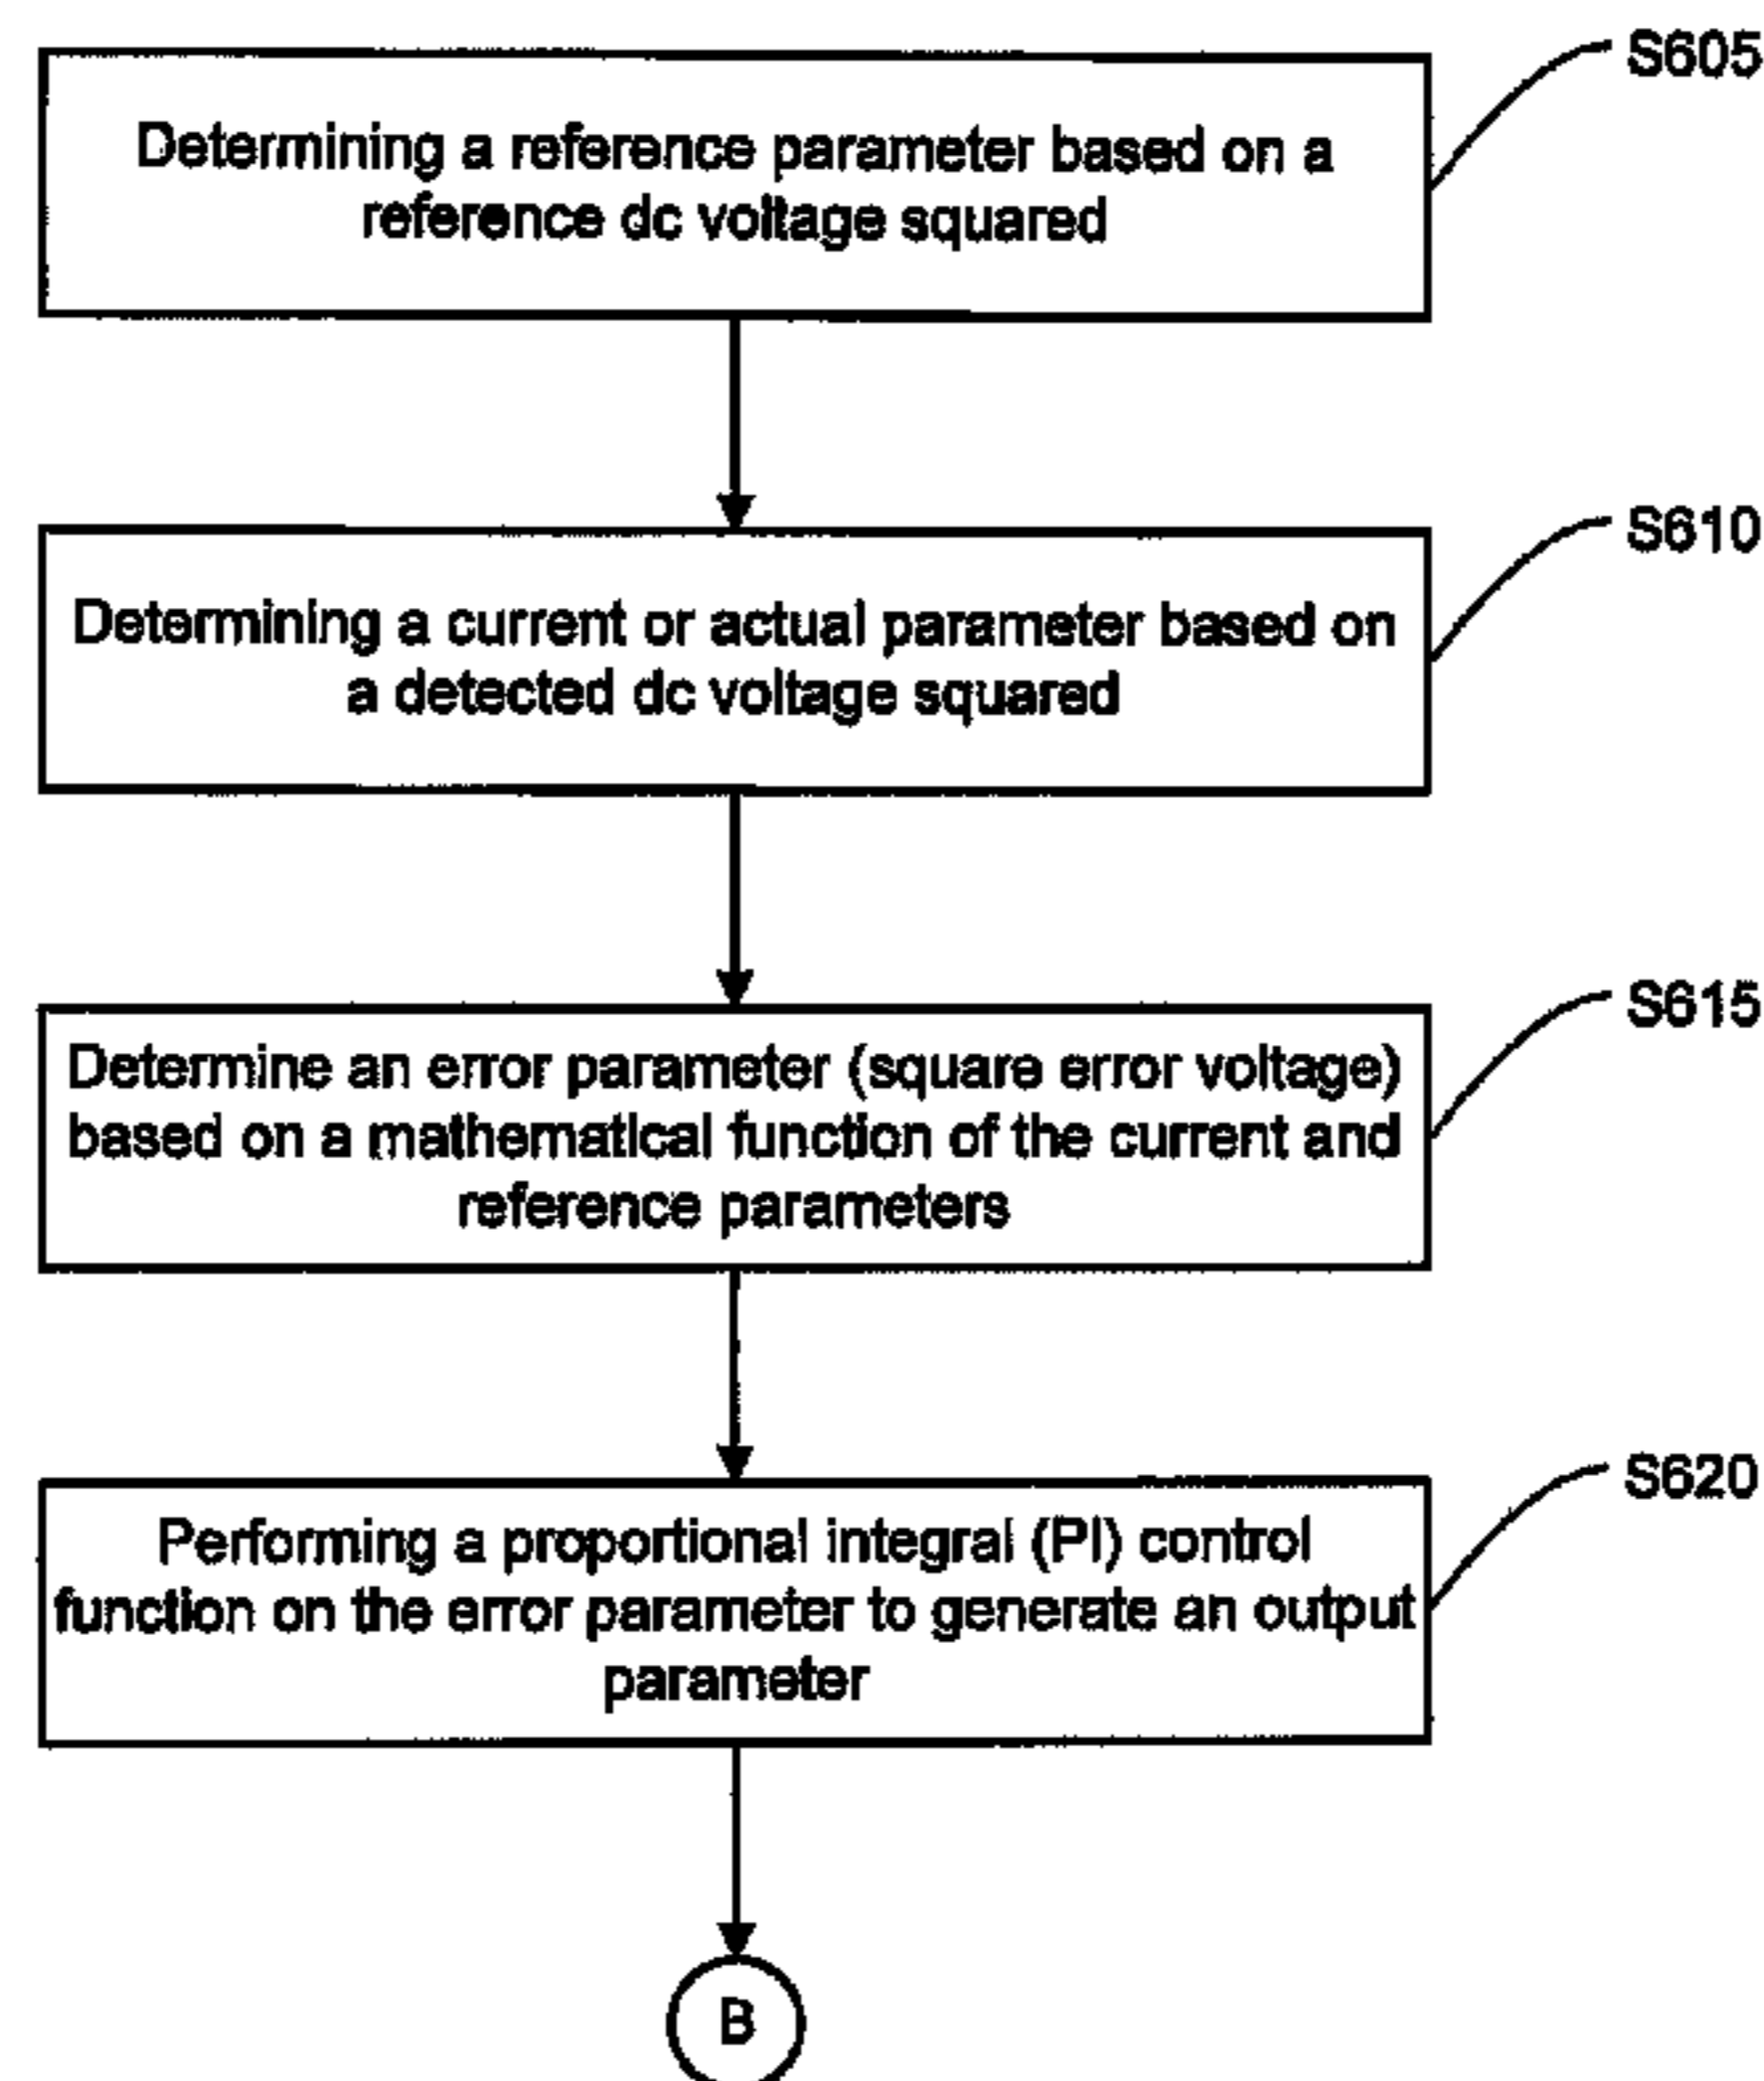 S605
Determining a reference parameter based on a
reference dc voltage squared
S610
Determining a current or actual parameter based on
a detected dc voltage squared
S615
Determine an error parameter (square error voltage)
based on a mathematical function of the current and
reference parameters
S620
Performing a proportional integral (PI) control
function on the error parameter to generate an output
parameter
B